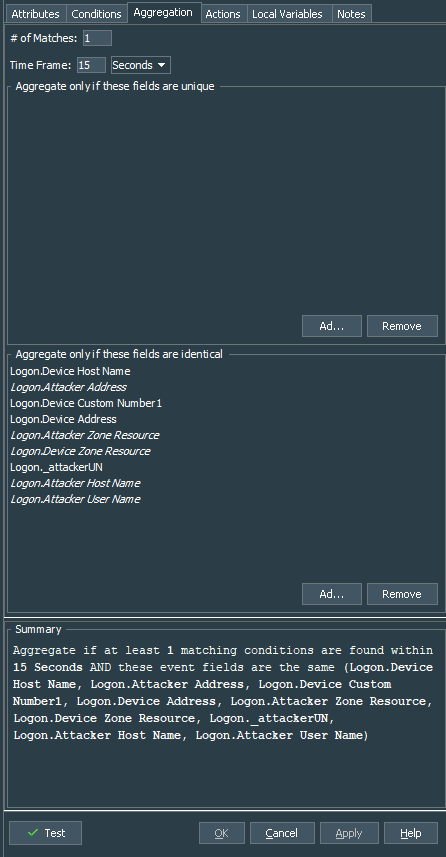 Attributes Conditions Aggregation Actions Local Variables Notes
# of Matches: 1
Time Frame: 15 Seconds
Aggregate only if these fields are unique
Ad... Remove
Aggregate only if these fields are identical
Logon.Device Host Name
Logon.Attacker Address
Logon.Device Custom Number1
Logon.Device Address
Logon.Attacker Zone Resource
Logon.Device Zone Resource
Logon._attackerUN
Logon.Attacker Host Name
Logon.Attacker User Name
Ad... Remove
Summary
Aggregate if at least 1 matching conditions are found within
15 Seconds AND these event fields are the same (Logon.Device
Host Name, Logon.Attacker Address, Logon.Device Custom
Number1, Logon.Device Address, Logon.Attacker Zone Resource,
Logon.Device Zone Resource, Logon._attackerUN,
Logon.Attacker Host Name, Logon.Attacker User Name)
Test OK Cancel Apply Help